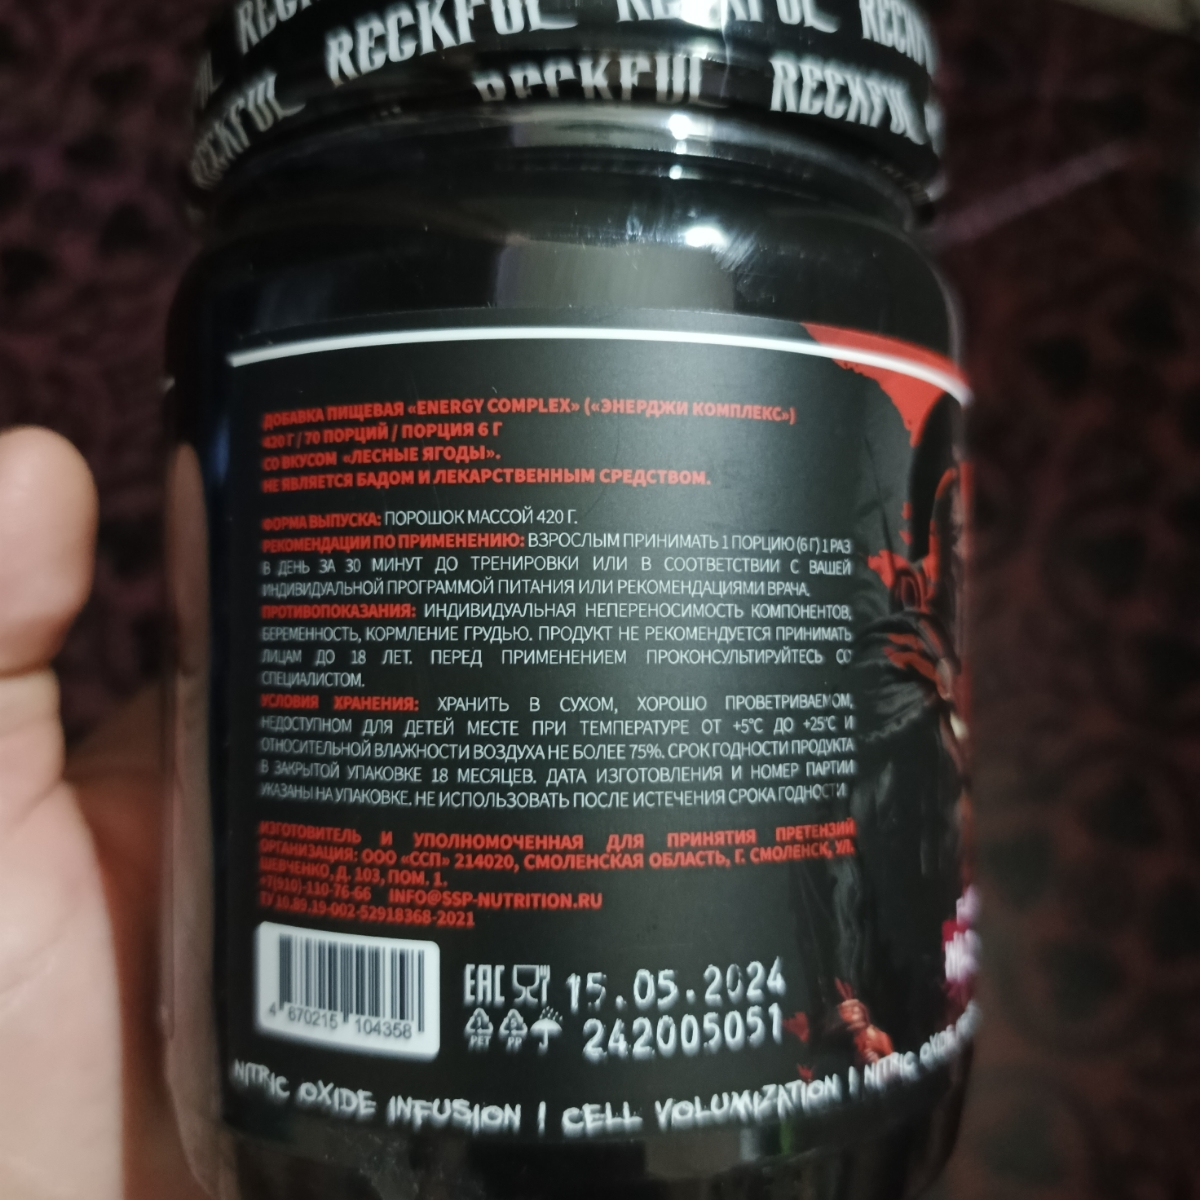 RECKFUL RECKFUL
RECKFUL RECKFUL RECKFUL
ДОБАВКА ПИЩЕВАЯ «ENERGY COMPLEX» («ЭНЕРДЖИ КОМПЛЕКС»)
420 Г / 70 ПОРЦИЙ / ПОРЦИЯ 6 Г
СО ВКУСОМ «ЛЕСНЫЕ ЯГОДЫ».
НЕ ЯВЛЯЕТСЯ БАДОМ И ЛЕКАРСТВЕННЫМ СРЕДСТВОМ.
ФОРМА ВЫПУСКА: ПОРОШОК МАССОЙ 420 Г.
РЕКОМЕНДАЦИИ ПО ПРИМЕНЕНИЮ: ВЗРОСЛЫМ ПРИНИМАТЬ 1 ПОРЦИЮ (6 Г) 1 РАЗ
В ДЕНЬ ЗА 30 МИНУТ ДО ТРЕНИРОВКИ ИЛИ В СООТВЕТСТВИИ С ВАШЕЙ
ИНДИВИДУАЛЬНОЙ ПРОГРАММОЙ ПИТАНИЯ ИЛИ РЕКОМЕНДАЦИЯМИ ВРАЧА.
ПРОТИВОПОКАЗАНИЯ: ИНДИВИДУАЛЬНАЯ НЕПЕРЕНОСИМОСТЬ КОМПОНЕНТОВ,
БЕРЕМЕННОСТЬ, КОРМЛЕНИЕ ГРУДЬЮ. ПРОДУКТ НЕ РЕКОМЕНДУЕТСЯ ПРИНИМАТЬ
ЛИЦАМ ДО 18 ЛЕТ. ПЕРЕД ПРИМЕНЕНИЕМ ПРОКОНСУЛЬТИРУЙТЕСЬ СО
СПЕЦИАЛИСТОМ.
УСЛОВИЯ ХРАНЕНИЯ: ХРАНИТЬ В СУХОМ, ХОРОШО ПРОВЕТРИВАЕМОМ,
НЕДОСТУПНОМ ДЛЯ ДЕТЕЙ МЕСТЕ ПРИ ТЕМПЕРАТУРЕ ОТ +5°С ДО +25°С И
ОТНОСИТЕЛЬНОЙ ВЛАЖНОСТИ ВОЗДУХА НЕ БОЛЕЕ 75%. СРОК ГОДНОСТИ ПРОДУКТА
В ЗАКРЫТОЙ УПАКОВКЕ 18 МЕСЯЦЕВ. ДАТА ИЗГОТОВЛЕНИЯ И НОМЕР ПАРТИИ
УКАЗАНЫ НА УПАКОВКЕ. НЕ ИСПОЛЬЗОВАТЬ ПОСЛЕ ИСТЕЧЕНИЯ СРОКА ГОДНОСТИ
ИЗГОТОВИТЕЛЬ И УПОЛНОМОЧЕННАЯ ДЛЯ ПРИНЯТИЯ ПРЕТЕНЗИЙ
ОРГАНИЗАЦИЯ: ООО «ССП» 214020, СМОЛЕНСКАЯ ОБЛАСТЬ, Г. СМОЛЕНСК, УЛ.
ШЕВЧЕНКО, Д. 103, ПОМ. 1.
+7(910)-110-76-66 INFO@SSP-NUTRITION.RU
ТУ 10.89.19-002-52918368-2021
EAC 15.05.2024
PET PP 242005051
4 670215 104358
NITRIC OXIDE INFUSION | CELL VOLUMIZATION | NITRIC OXIDE